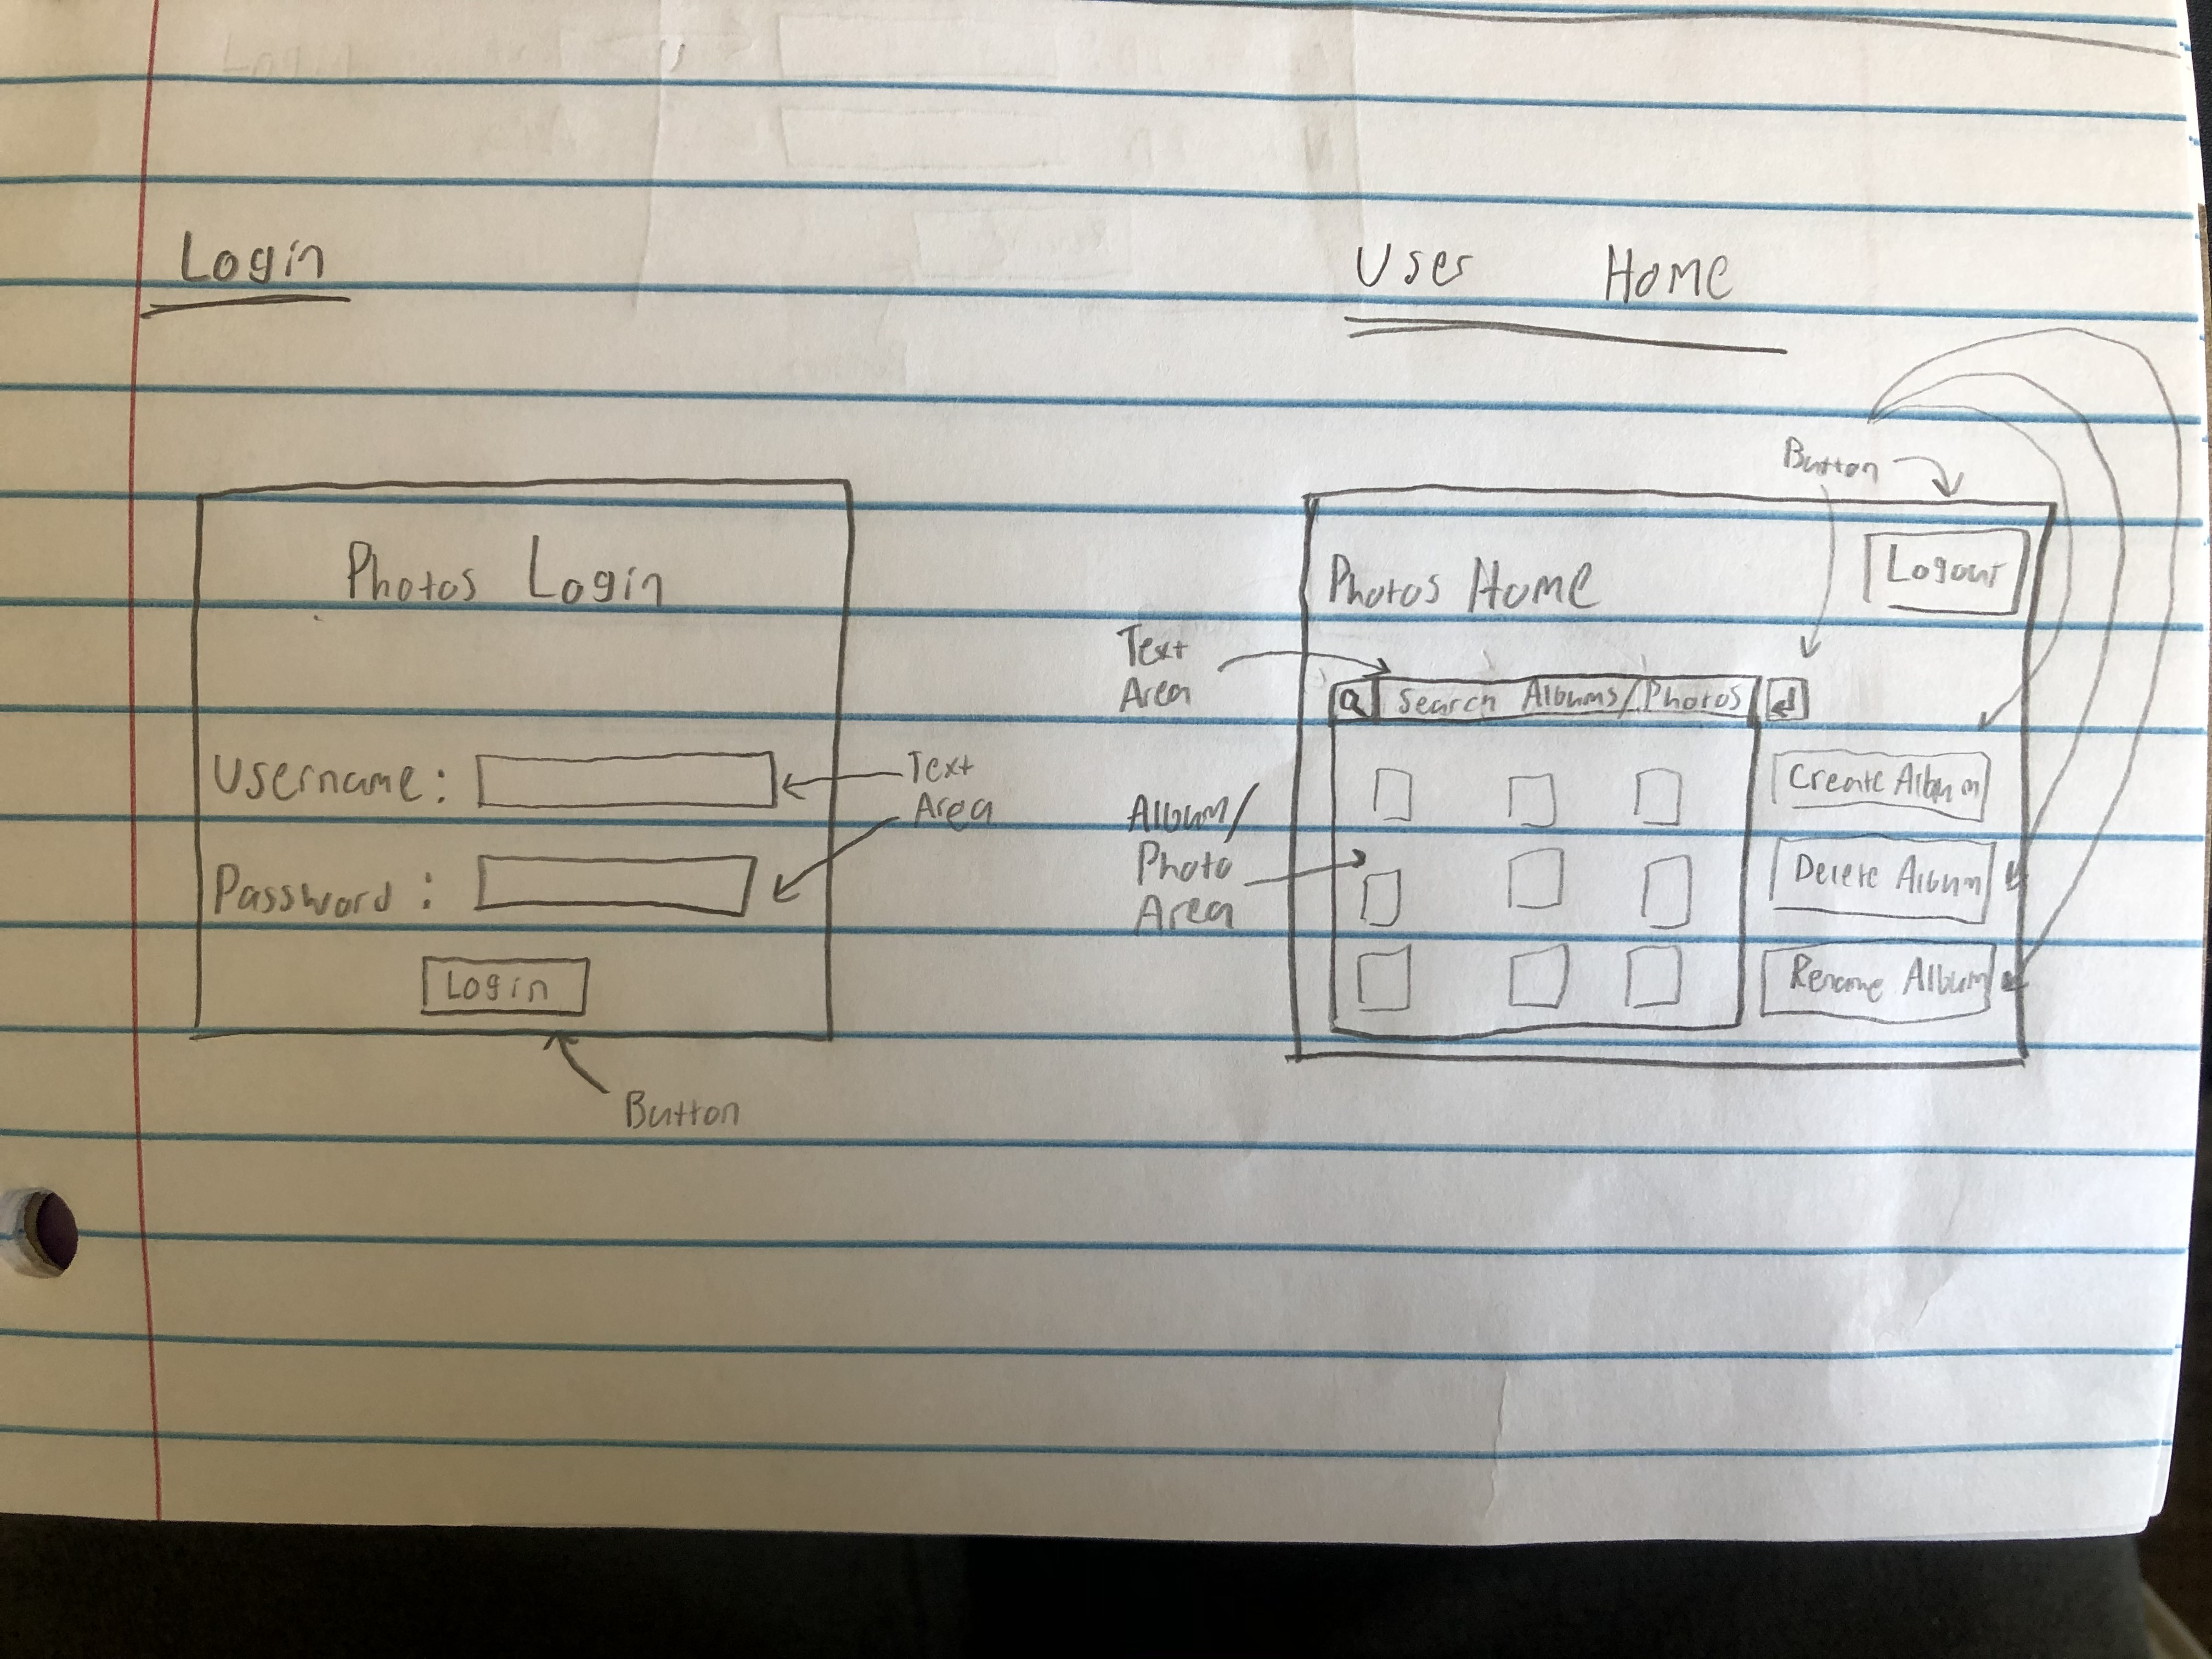 Login
User Home
Photos Login
Username:
Password:
Login
Text
Area
Button
Button
Photos Home
Logout
Text
Area
Search Albums/Photos
Album/
Photo
Area
Create Album
Delete Album
Rename Album